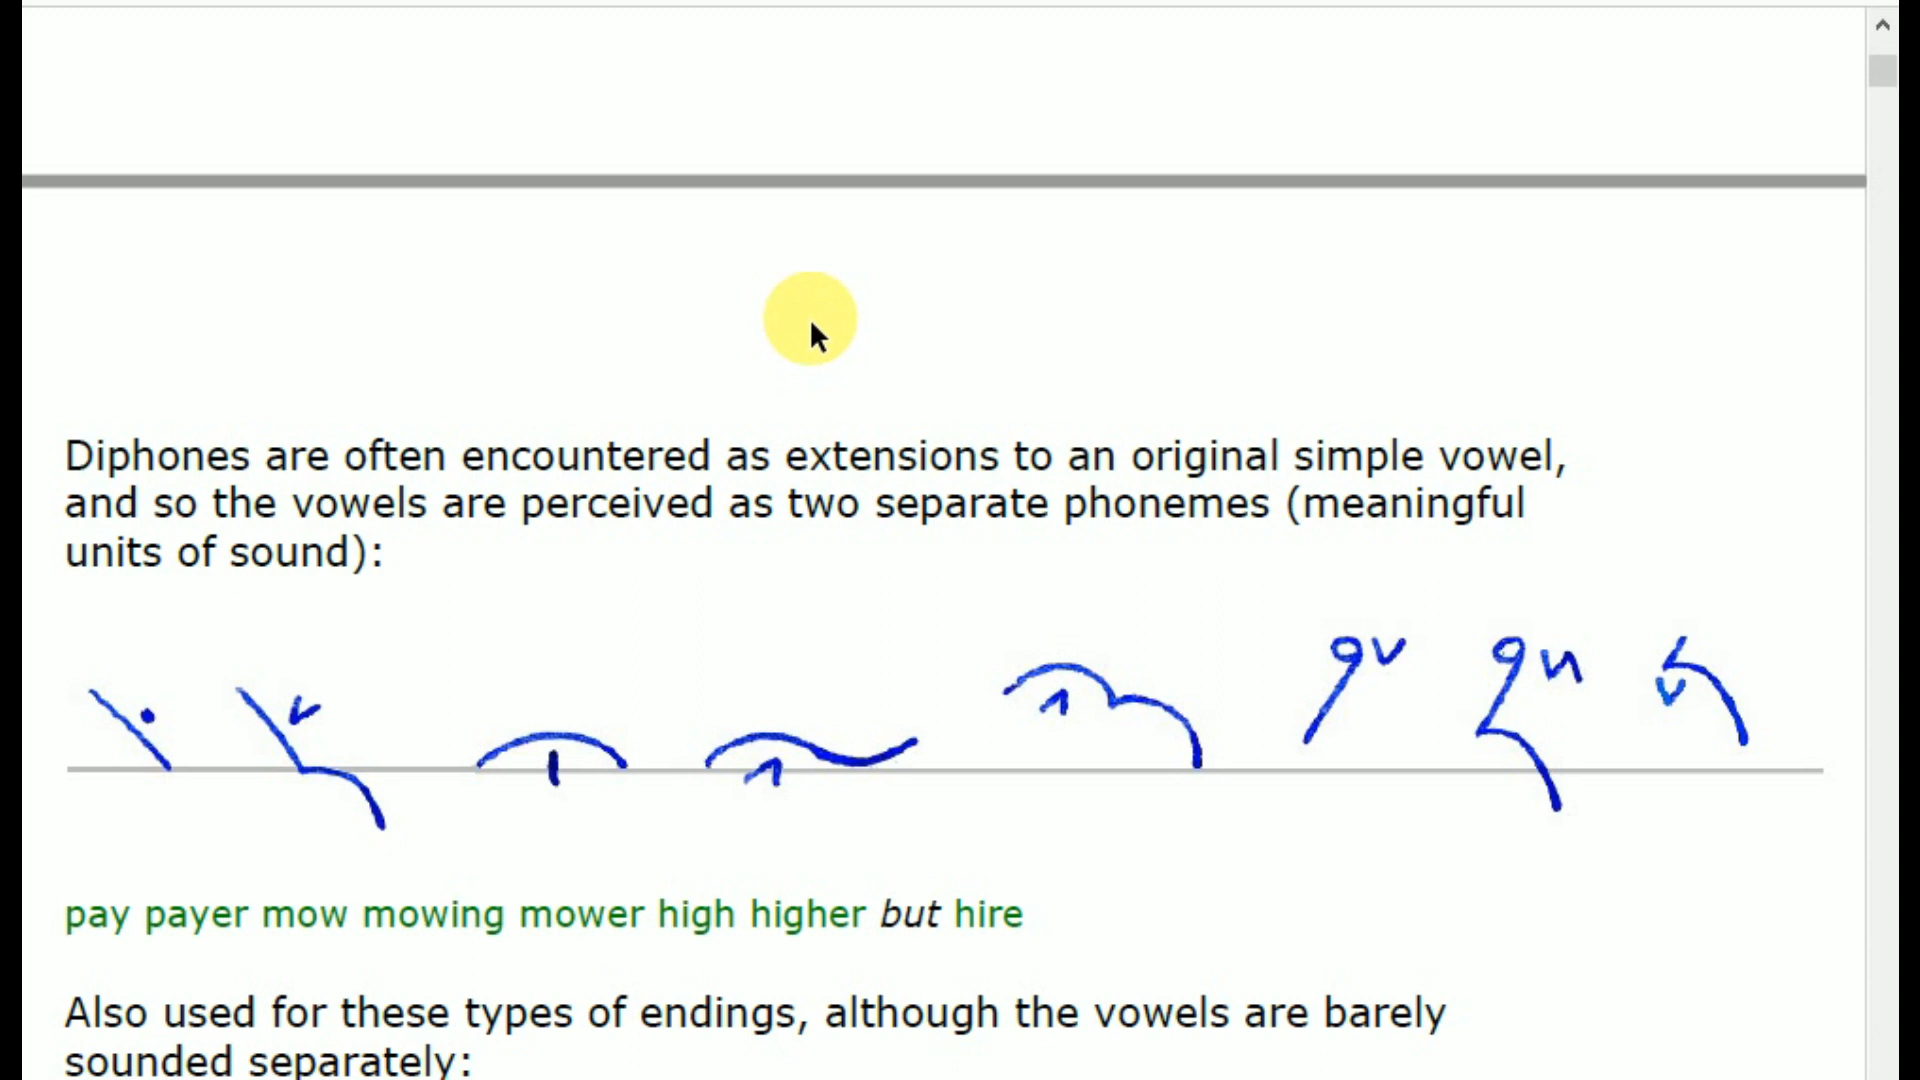 Diphones are often encountered as extensions to an original simple vowel,
and so the vowels are perceived as two separate phonemes (meaningful
units of sound):
pay payer mow mowing mower high higher but hire
Also used for these types of endings, although the vowels are barely
sounded separately: